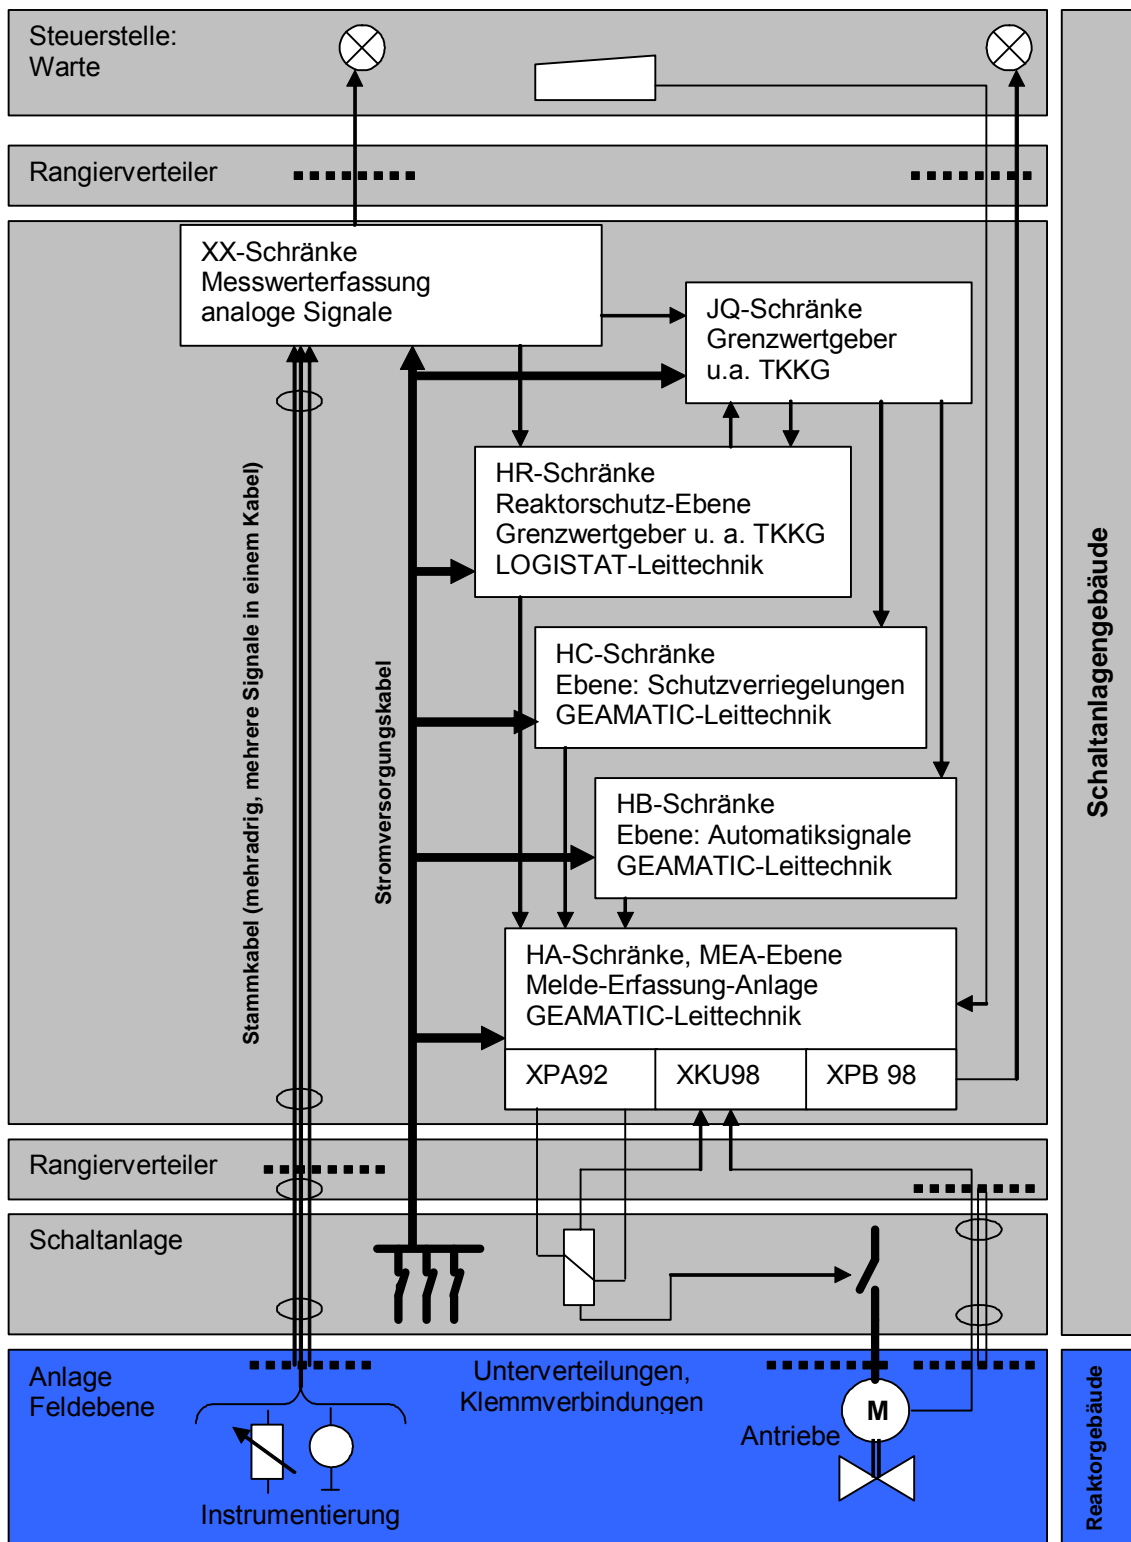 Steuerstelle:
Warte
Rangierverteiler
XX-Schränke
Messwerterfassung
analoge Signale
JQ-Schränke
Grenzwertgeber
u.a. TKKG
HR-Schränke
Reaktorschutz-Ebene
Grenzwertgeber u. a. TKKG
LOGISTAT-Leittechnik
HC-Schränke
Ebene: Schutzverriegelungen
GEAMATIC-Leittechnik
HB-Schränke
Ebene: Automatiksignale
GEAMATIC-Leittechnik
HA-Schränke, MEA-Ebene
Melde-Erfassung-Anlage
GEAMATIC-Leittechnik
XPA92
XKU98
XPB 98
Stammkabel (mehradrig, mehrere Signale in einem Kabel)
Stromversorgungskabel
Rangierverteiler
Schaltanlage
Anlage
Feldebene
Unterverteilungen,
Klemmverbindungen
M
Antriebe
Instrumentierung
Schaltanlagengebäude
Reaktorgebäude